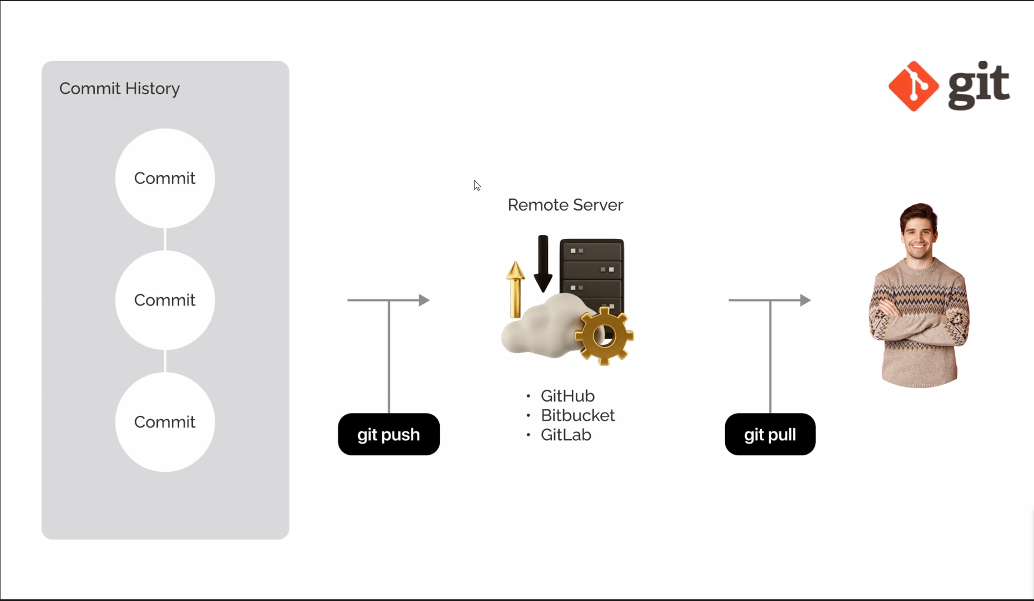 Commit History
git
Commit
Remote Server
Commit
GitHub
Bitbucket
GitLab
Commit
git push
git pull